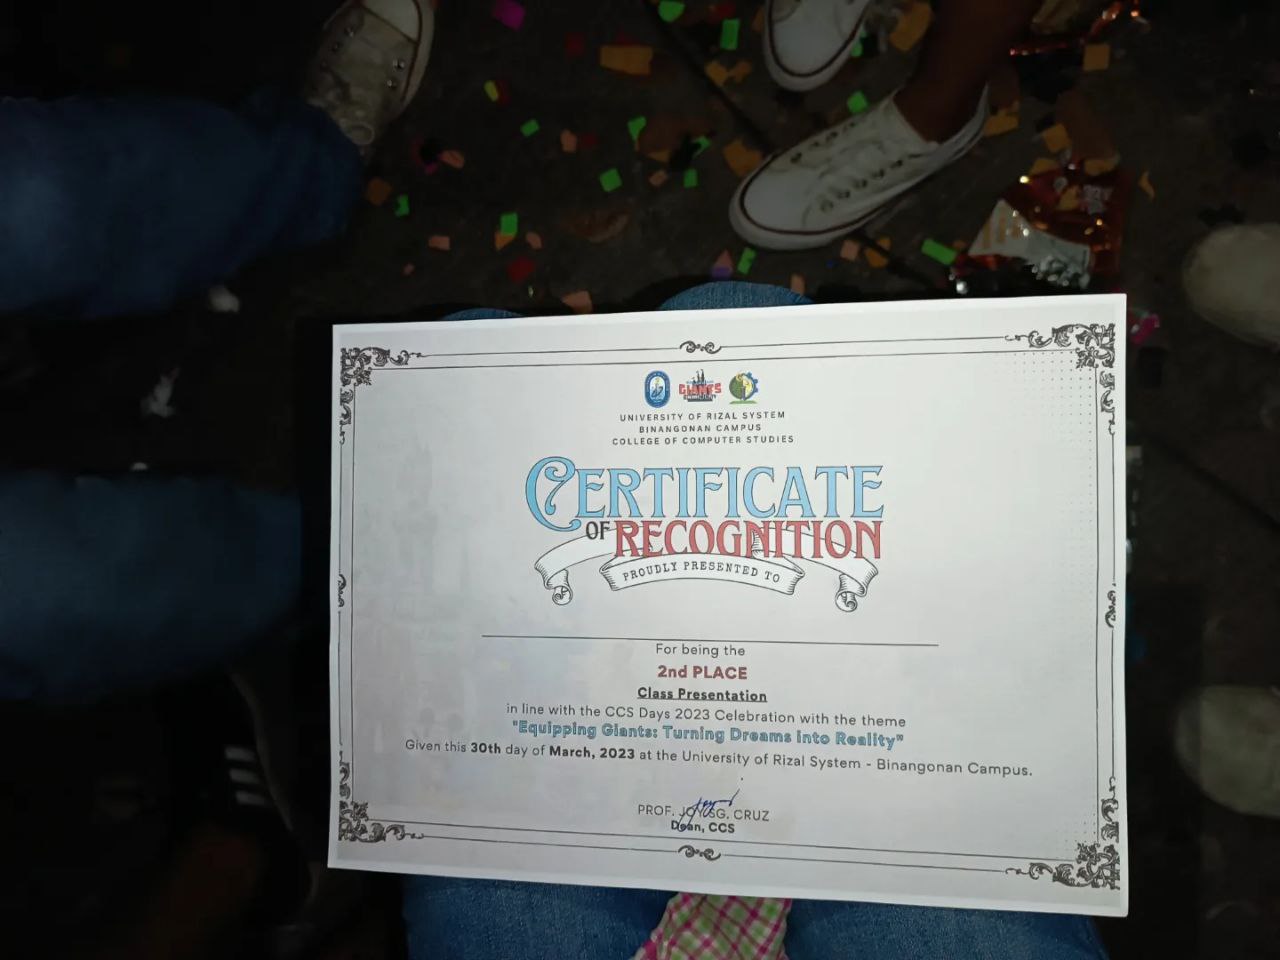 GIANTS
UNIVERSITY OF RIZAL SYSTEM
BINANGONAN CAMPUS
COLLEGE OF COMPUTER STUDIES
CERTIFICATE
OF RECOGNITION
PROUDLY PRESENTED TO
For being the
2nd PLACE
Class Presentation
in line with the CCS Days 2023 Celebration with the theme
"Equipping Giants: Turning Dreams into Reality"
Given this 30th day of March, 2023 at the University of Rizal System - Binangonan Campus.
PROF. JOY SG. CRUZ
Dean, CCS